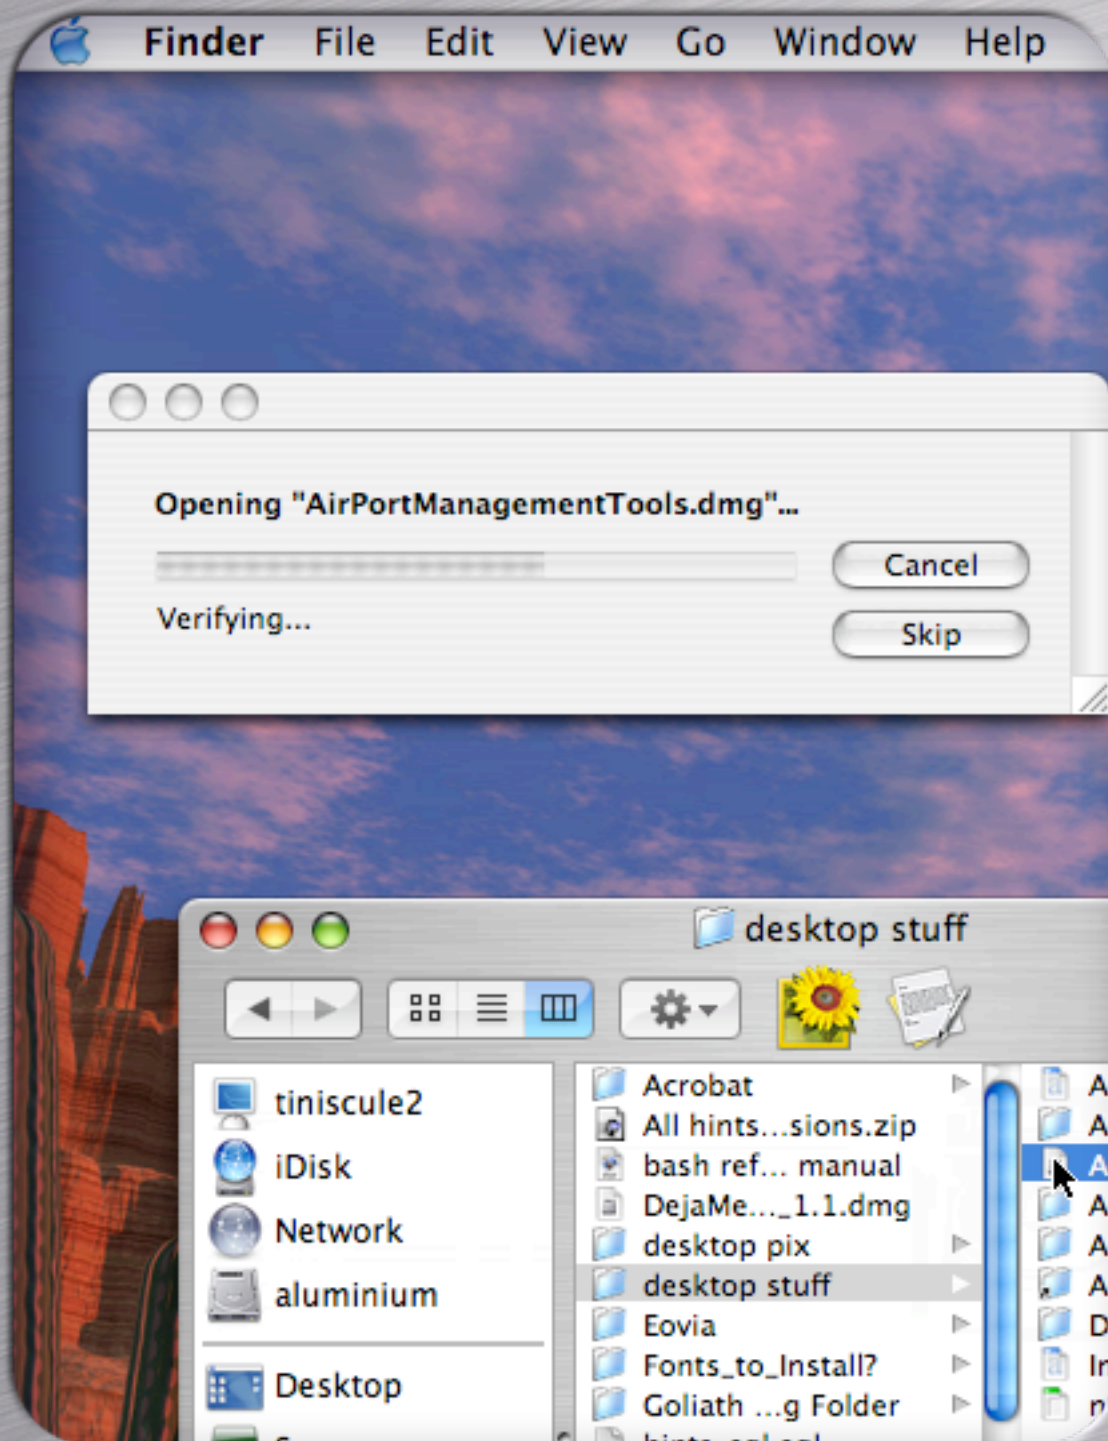 Finder File Edit View Go Window Help
Opening "AirPortManagementTools.dmg"...
Cancel
Verifying...
Skip
desktop stuff
tiniscule2
iDisk
Network
aluminium
Desktop
Acrobat
All hints...sions.zip
bash ref... manual
DejaMe..._1.1.dmg
desktop pix
desktop stuff
Eovia
Fonts_to_Install?
Goliath ...g Folder
A
A
A
A
A
A
D
In
n